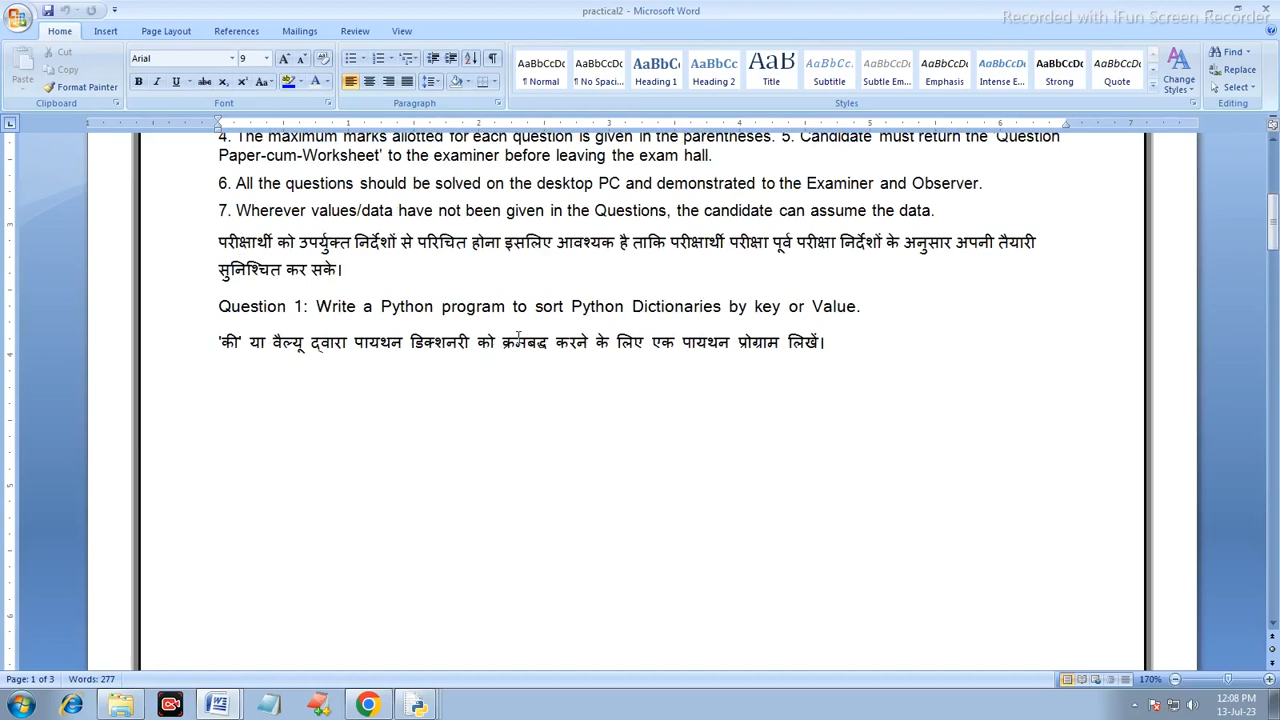 practical2 - Microsoft Word
Recorded with iFun Screen Recorder
Home Insert Page Layout References Mailings Review View
Paste Cut Copy Format Painter Clipboard
Arial 9 Font
Paragraph
AaBbCcDc ¶ Normal AaBbCcDc ¶ No Spaci... AaBbC Heading 1 AaBbCc Heading 2 AaB Title AaBbCc. Subtitle AaBbCcDc Subtle Em... AaBbCcDc Emphasis AaBbCcDc Intense E... AaBbCcDc Strong AaBbCcDc Quote Change Styles Styles
Find Replace Select Editing
4. The maximum marks allotted for each question is given in the parentheses. 5. Candidate must return the 'Question
Paper-cum-Worksheet' to the examiner before leaving the exam hall.
6. All the questions should be solved on the desktop PC and demonstrated to the Examiner and Observer.
7. Wherever values/data have not been given in the Questions, the candidate can assume the data.
परीक्षार्थी को उपर्युक्त निर्देशों से परिचित होना इसलिए आवश्यक है ताकि परीक्षार्थी परीक्षा पूर्व परीक्षा निर्देशों के अनुसार अपनी तैयारी
सुनिश्चित कर सके।
Question 1: Write a Python program to sort Python Dictionaries by key or Value.
'की' या वैल्यू द्वारा पायथन डिक्शनरी को क्रमबद्ध करने के लिए एक पायथन प्रोग्राम लिखें।
Page: 1 of 3 Words: 277 170%
12:08 PM
13-Jul-23